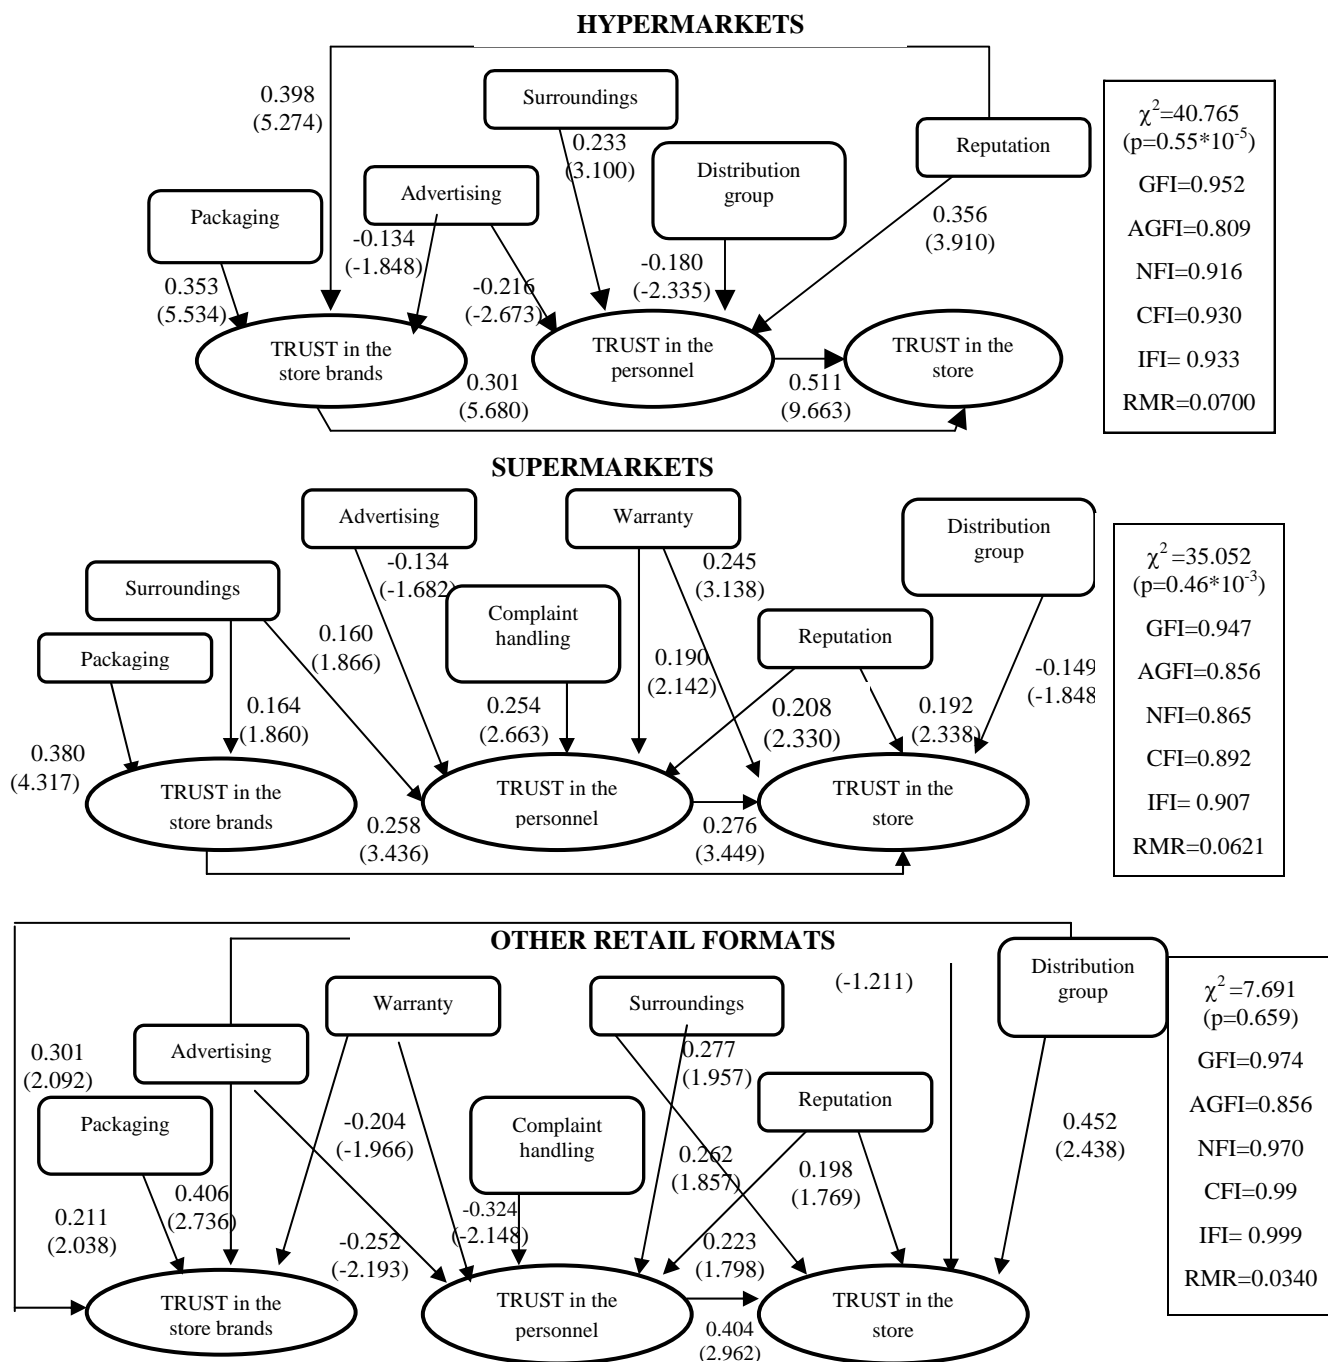 HYPERMARKETS
0.398
(5.274)
Surroundings
0.233
(3.100)
Distribution
group
Reputation
0.356
(3.910)
Advertising
-0.134
(-1.848)
-0.216
(-2.673)
-0.180
(-2.335)
Packaging
0.353
(5.534)
TRUST in the
store brands
TRUST in the
personnel
TRUST in the
store
0.301
(5.680)
0.511
(9.663)
χ²=40.765
(p=0.55*10⁻⁵)
GFI=0.952
AGFI=0.809
NFI=0.916
CFI=0.930
IFI= 0.933
RMR=0.0700
SUPERMARKETS
Advertising
-0.134
(-1.682)
Warranty
0.245
(3.138)
Distribution
group
Surroundings
0.160
(1.866)
Complaint
handling
0.190
(2.142)
Reputation
-0.149
(-1.848
Packaging
0.164
(1.860)
0.254
(2.663)
0.208
(2.330)
0.192
(2.338)
0.380
(4.317)
TRUST in the
store brands
TRUST in the
personnel
TRUST in the
store
0.258
(3.436)
0.276
(3.449)
χ²=35.052
(p=0.46*10⁻³)
GFI=0.947
AGFI=0.856
NFI=0.865
CFI=0.892
IFI= 0.907
RMR=0.0621
OTHER RETAIL FORMATS
Warranty
Surroundings
(-1.211)
Distribution
group
0.301
(2.092)
Advertising
0.277
(1.957)
Packaging
-0.204
(-1.966)
Complaint
handling
Reputation
0.452
(2.438)
0.262
(1.857)
0.198
(1.769)
0.406
(2.736)
0.211
(2.038)
-0.252
(-2.193)
-0.324
(-2.148)
0.223
(1.798)
TRUST in the
store brands
TRUST in the
personnel
TRUST in the
store
0.404
(2.962)
χ²=7.691
(p=0.659)
GFI=0.974
AGFI=0.856
NFI=0.970
CFI=0.99
IFI= 0.999
RMR=0.0340